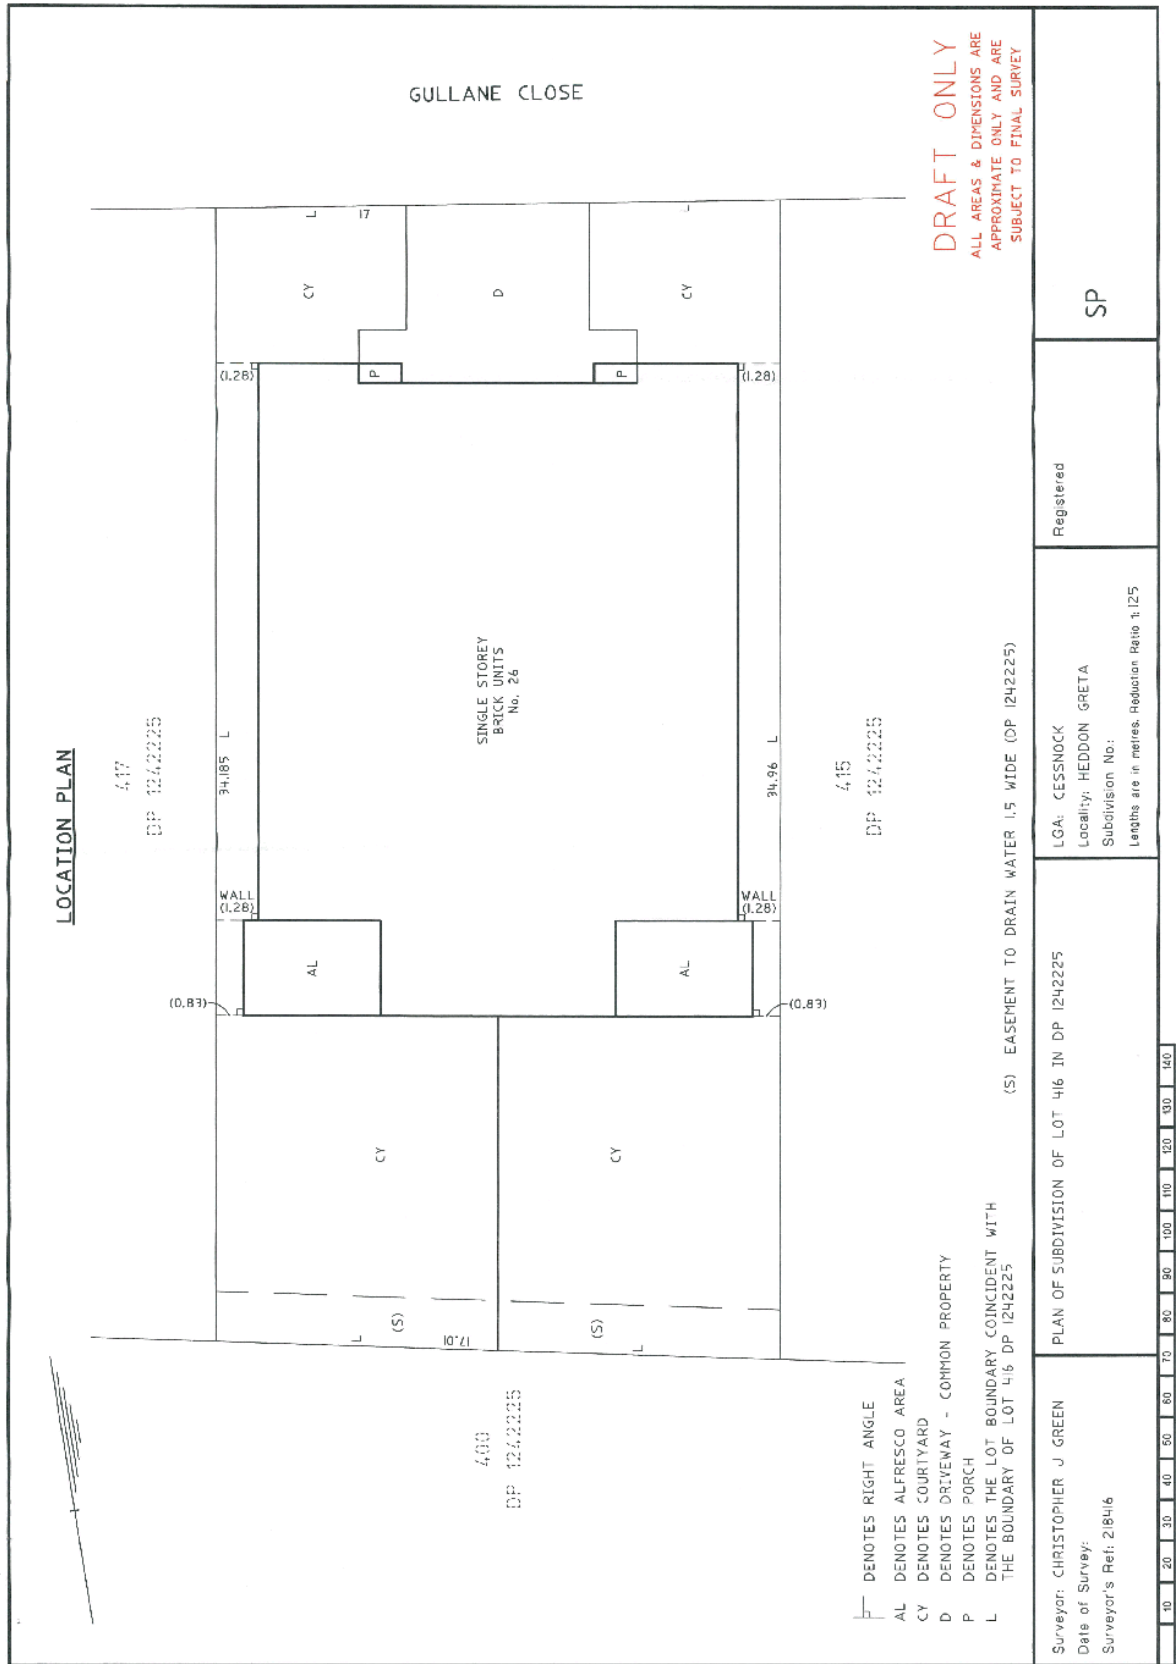 LOCATION PLAN
417
DP 1242225
34.185 L
WALL
(1.28)
(1.28)
(0.83)
AL
CY
CY
P
L
17
GULLANE CLOSE
SINGLE STOREY
BRICK UNITS
No. 26
D
400
DP 1242225
(S)
L
17.01
(S)
L
CY
AL
P
CY
L
(0.83)
WALL
(1.28)
(1.28)
34.96 L
415
DP 1242225
DENOTES RIGHT ANGLE
AL DENOTES ALFRESCO AREA
CY DENOTES COURTYARD
D DENOTES DRIVEWAY - COMMON PROPERTY
P DENOTES PORCH
L DENOTES THE LOT BOUNDARY COINCIDENT WITH
THE BOUNDARY OF LOT 416 DP 1242225
(S) EASEMENT TO DRAIN WATER 1.5 WIDE (DP 1242225)
DRAFT ONLY
ALL AREAS & DIMENSIONS ARE
APPROXIMATE ONLY AND ARE
SUBJECT TO FINAL SURVEY
Surveyor: CHRISTOPHER J GREEN
Date of Survey:
Surveyor's Ref: 218416
PLAN OF SUBDIVISION OF LOT 416 IN DP 1242225
LGA: CESSNOCK
Locality: HEDDON GRETA
Subdivision No.:
Lengths are in metres. Reduction Ratio 1:125
Registered
SP
10 20 30 40 50 60 70 80 90 100 110 120 130 140